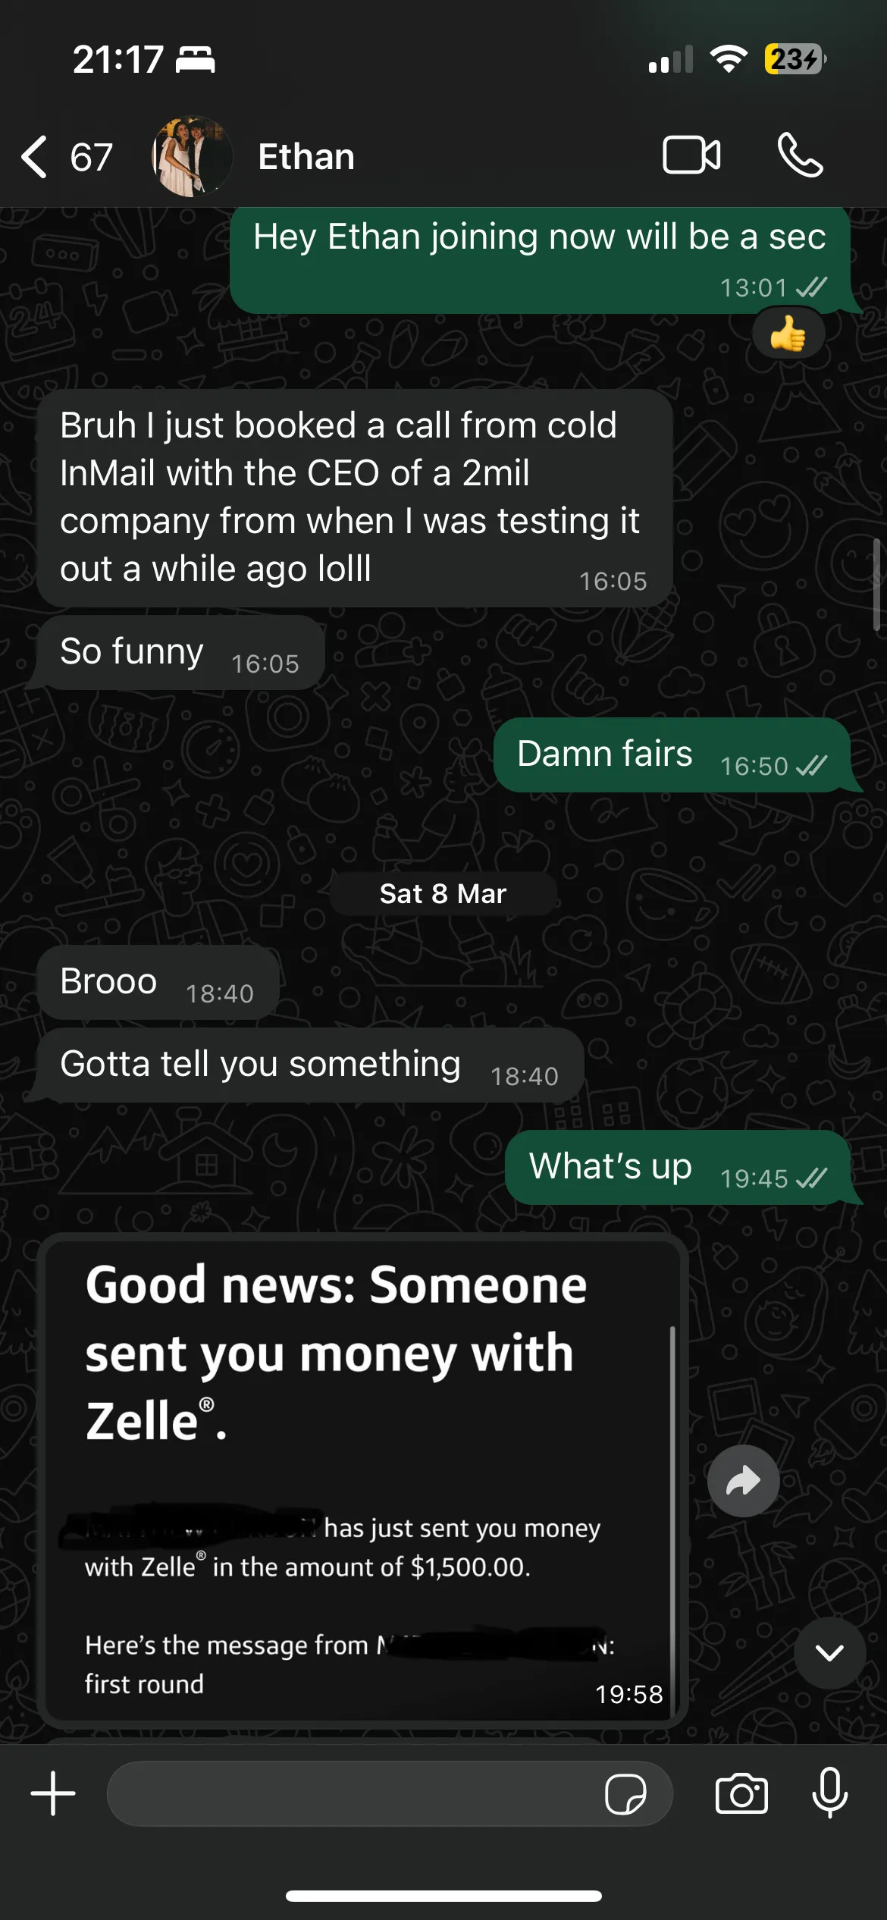 21:17
23
67
Ethan
Hey Ethan joining now will be a sec
13:01
Bruh I just booked a call from cold
InMail with the CEO of a 2mil
company from when I was testing it
out a while ago lolll
16:05
So funny 16:05
Damn fairs 16:50
Sat 8 Mar
Brooo 18:40
Gotta tell you something 18:40
What's up 19:45
Good news: Someone
sent you money with
Zelle®.
has just sent you money
with Zelle® in the amount of $1,500.00.
Here's the message from
first round
19:58